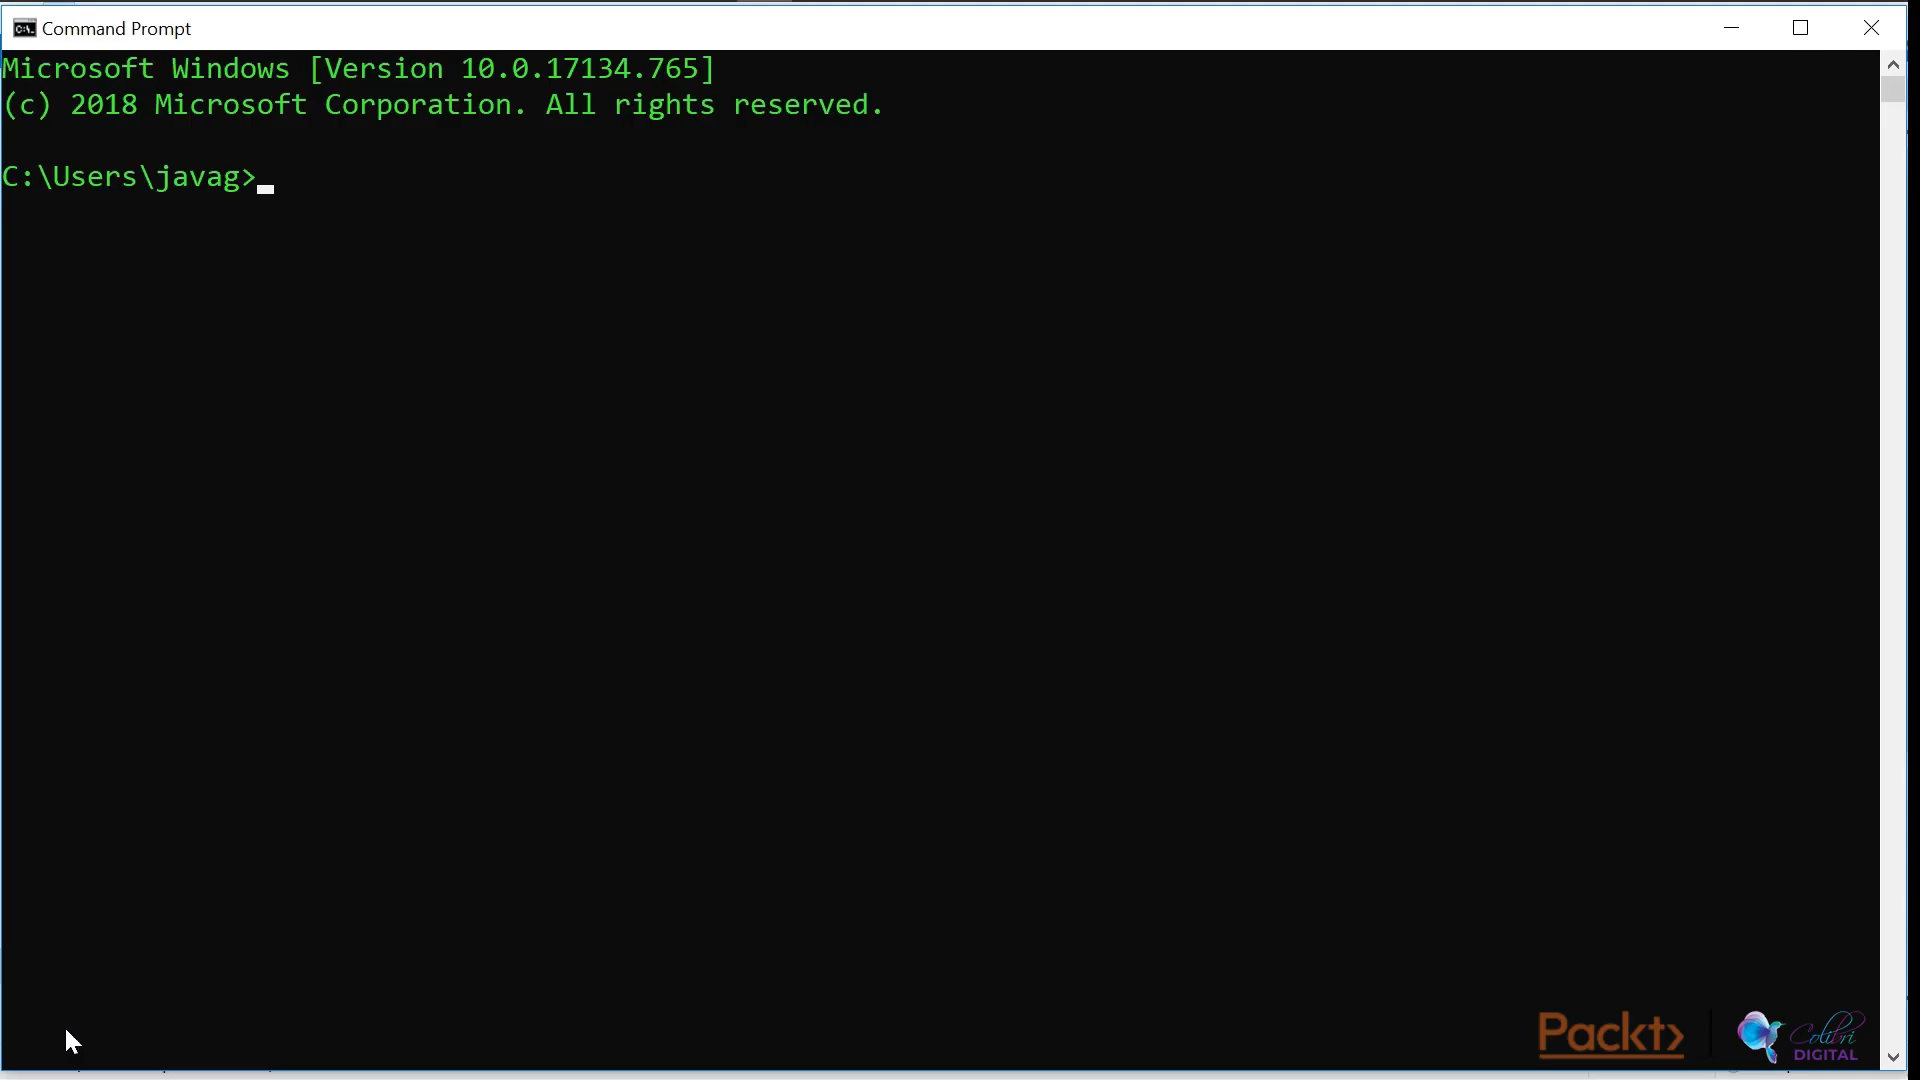 Command Prompt
Microsoft Windows [Version 10.0.17134.765]
(c) 2018 Microsoft Corporation. All rights reserved.
C:\Users\javag>
Packt>
Colibri
DIGITAL